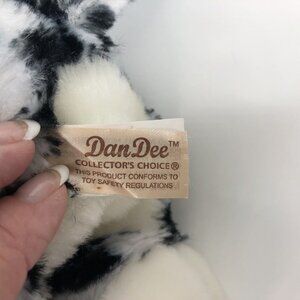 DanDee™
COLLECTOR'S CHOICE®
THIS PRODUCT CONFORMS TO
TOY SAFETY REGULATIONS